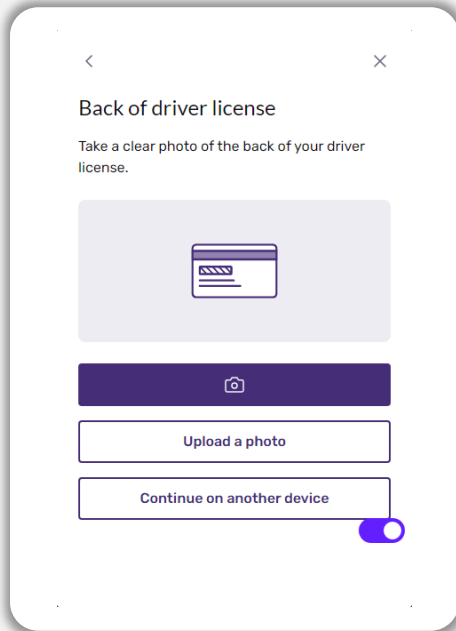 Back of driver license
Take a clear photo of the back of your driver
license.
Upload a photo
Continue on another device